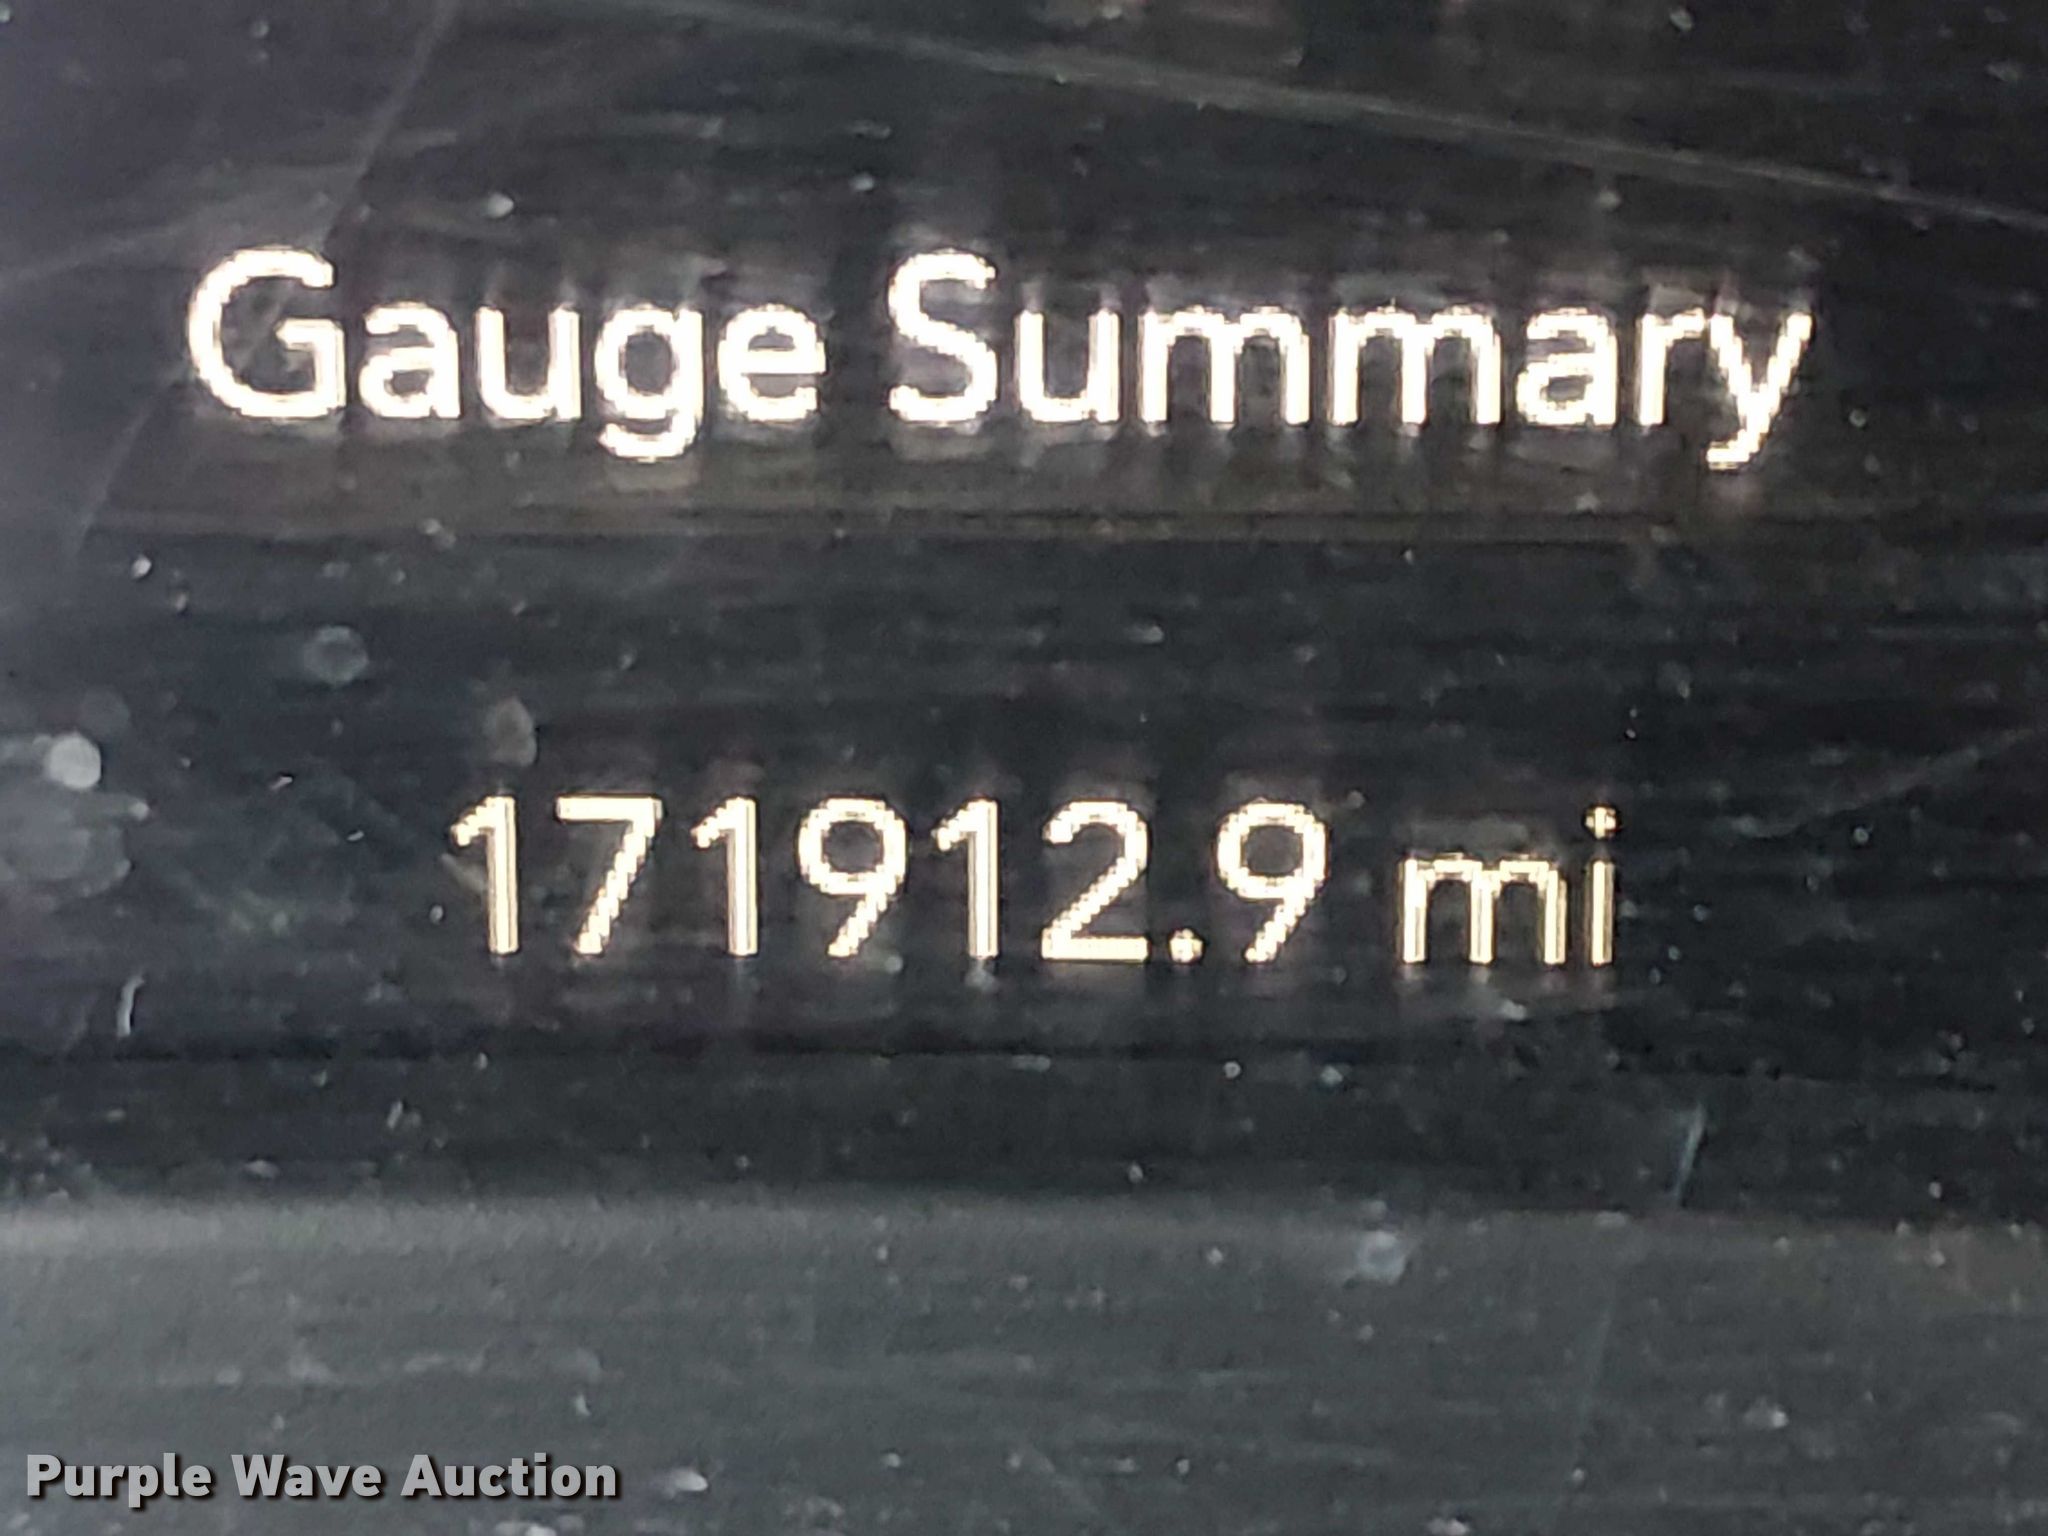 Gauge Summary
171912.9 mi
Purple Wave Auction